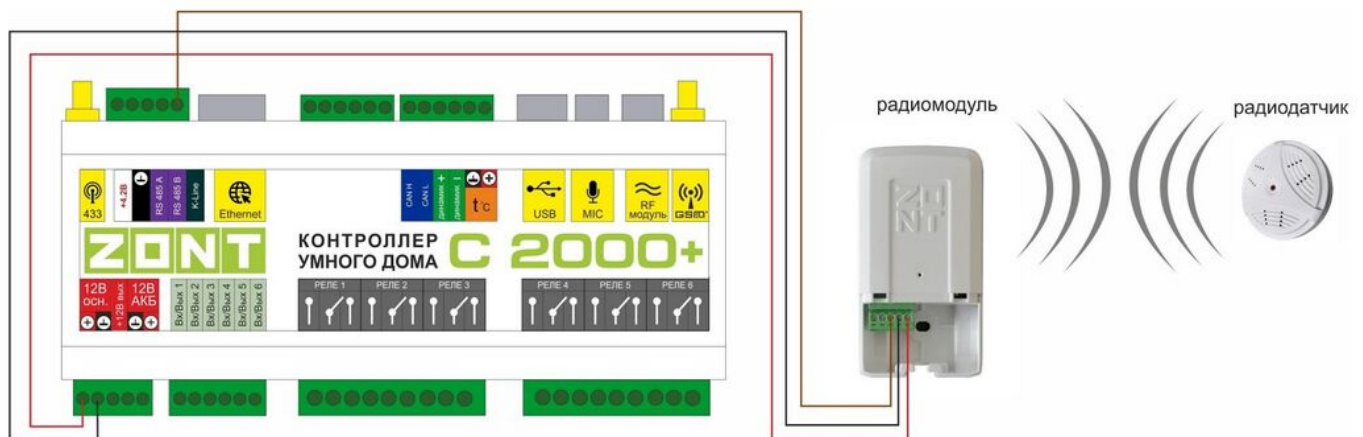 радиомодуль
радиодатчик
433
+4,2В
RS 485 A
RS 485 B
K-Line
Ethernet
CAN H
CAN L
динамик +
динамик –
t°C
USB
MIC
RF
модуль
GSM
ZONT
КОНТРОЛЛЕР
УМНОГО ДОМА
C 2000+
12В
осн.
+12В вых
12В
АКБ
Вх/Вых 1
Вх/Вых 2
Вх/Вых 3
Вх/Вых 4
Вх/Вых 5
Вх/Вых 6
РЕЛЕ 1
РЕЛЕ 2
РЕЛЕ 3
РЕЛЕ 4
РЕЛЕ 5
РЕЛЕ 6
ZONT